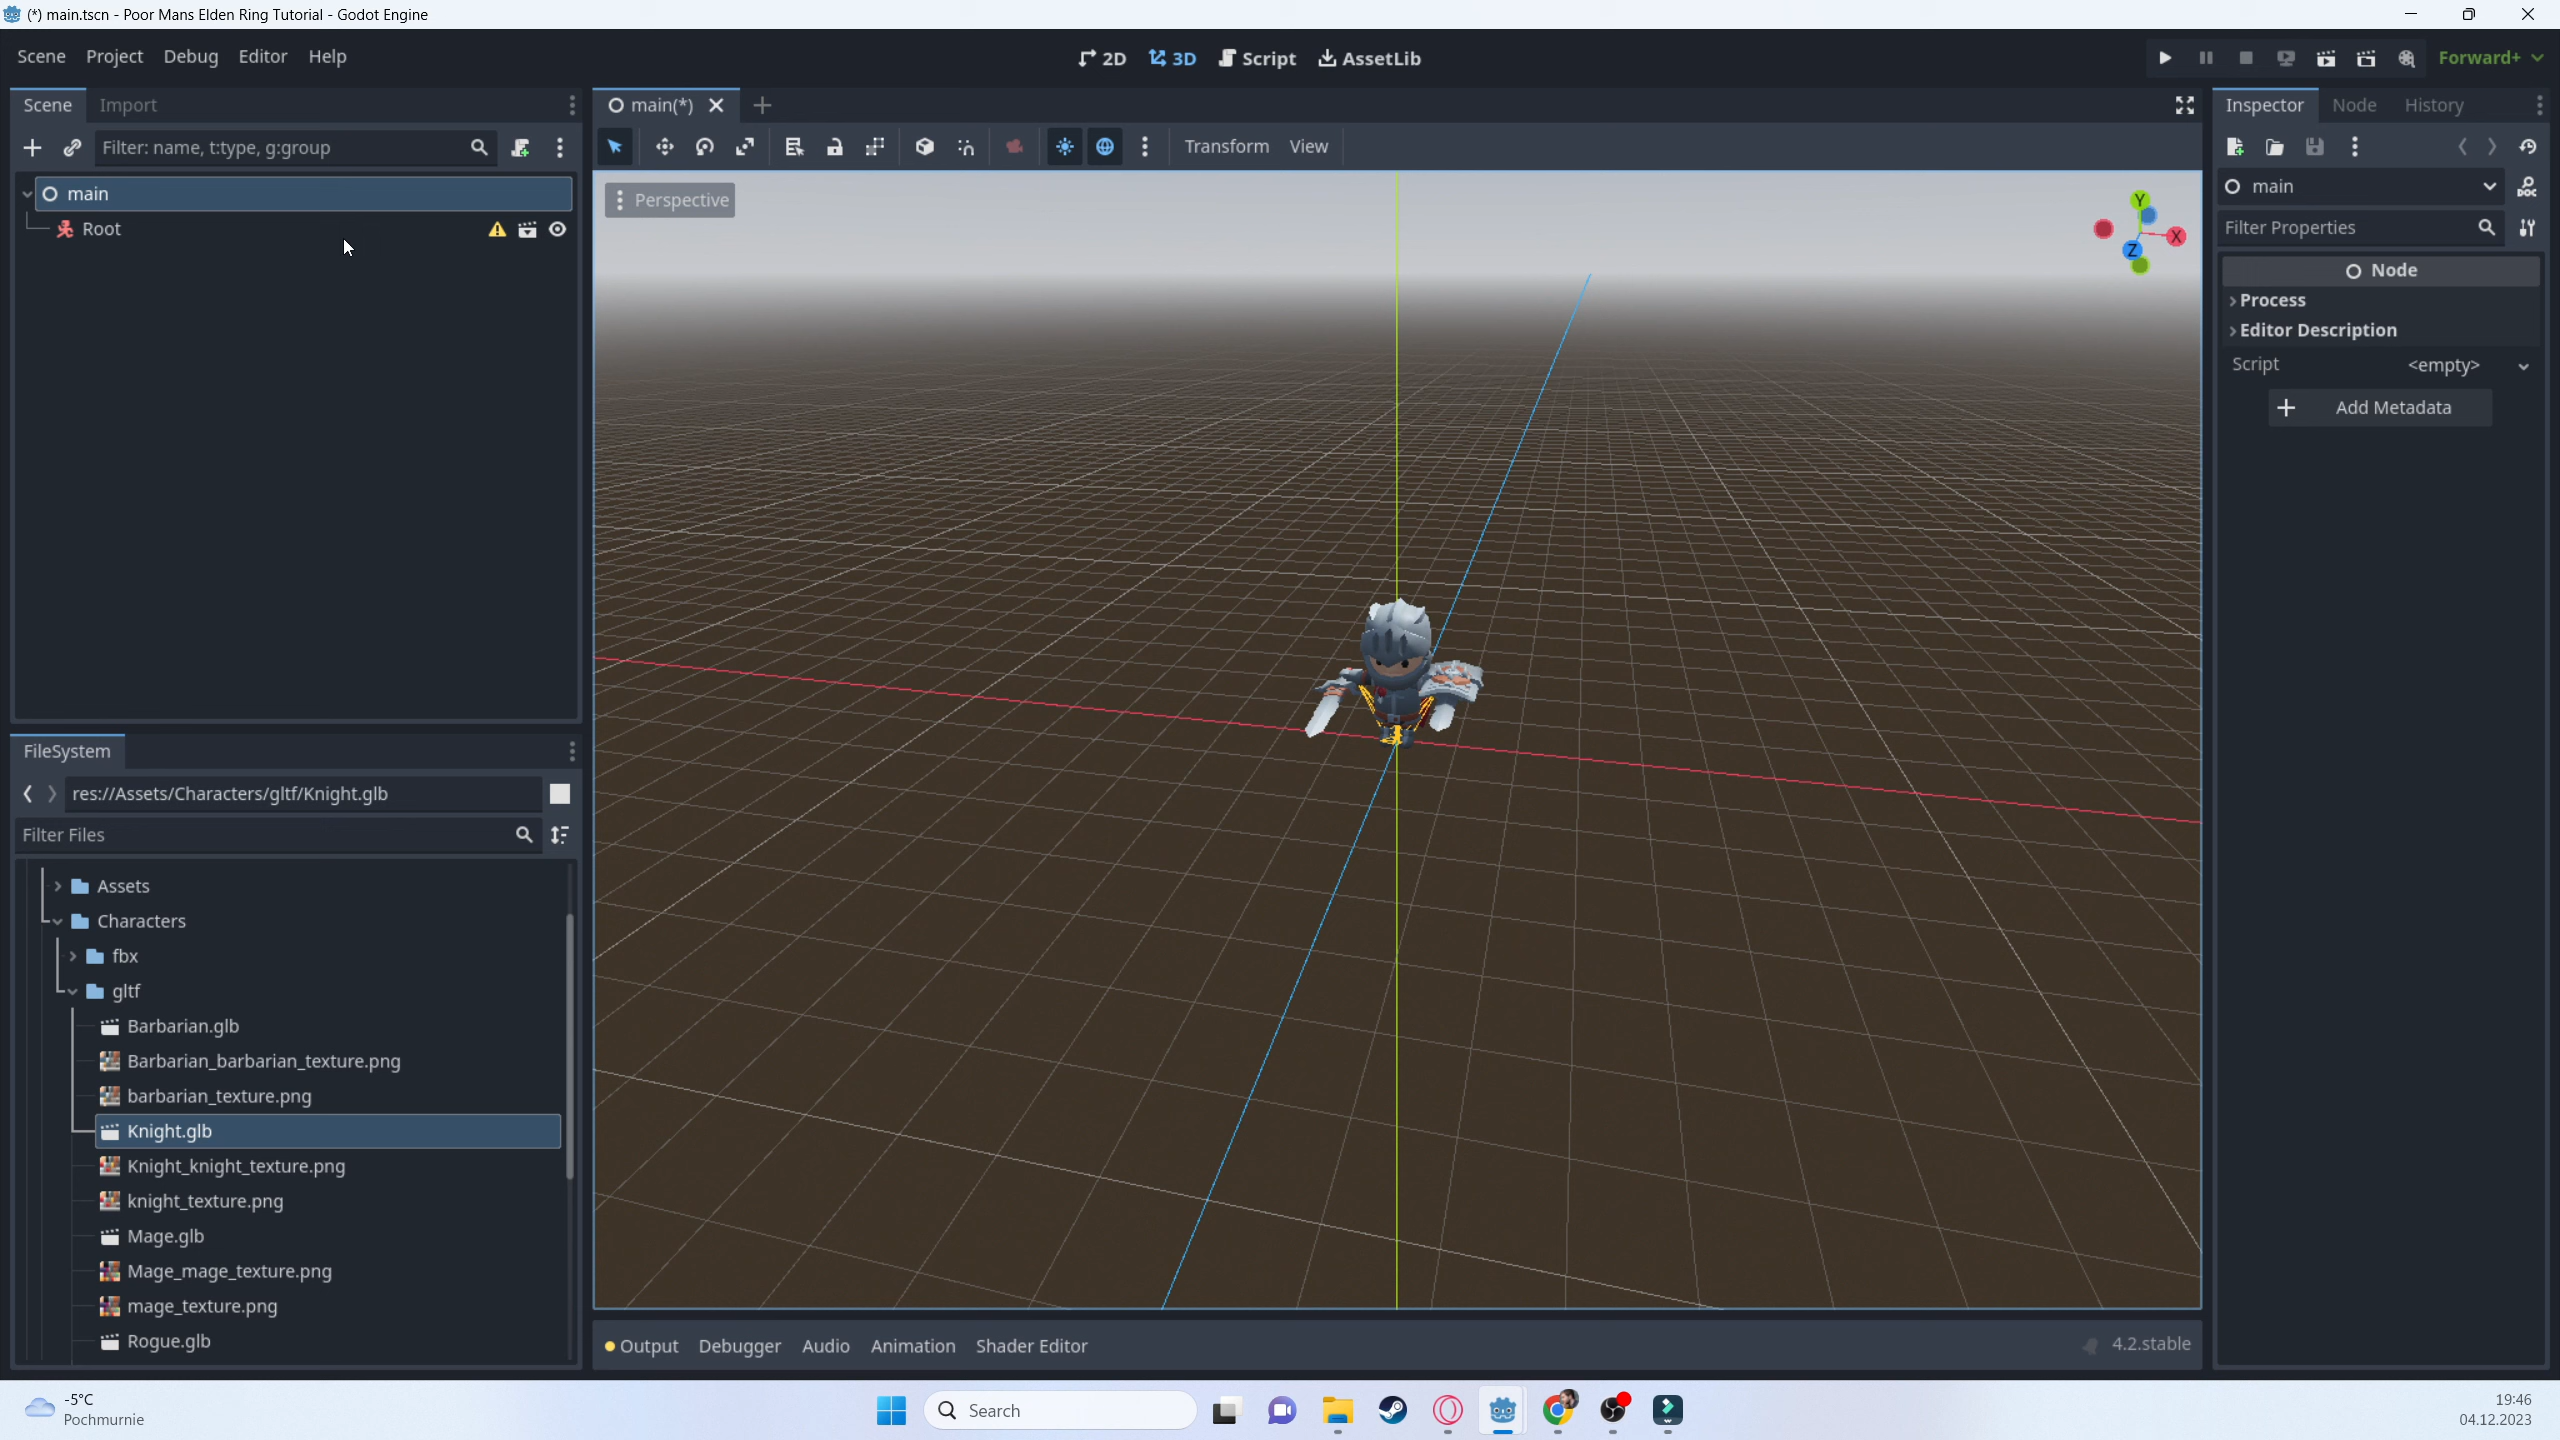 (*) main.tscn - Poor Mans Elden Ring Tutorial - Godot Engine
Scene Project Debug Editor Help
2D 3D Script AssetLib
Forward+
Scene Import
main(*)
Inspector Node History
Filter: name, t:type, g:group
Transform View
main
main
DOC
Root
Perspective
Filter Properties
Y
X
Z
Node
Process
Editor Description
Script <empty>
Add Metadata
FileSystem
res://Assets/Characters/gltf/Knight.glb
Filter Files
Assets
Characters
fbx
gltf
Barbarian.glb
Barbarian_barbarian_texture.png
barbarian_texture.png
Knight.glb
Knight_knight_texture.png
knight_texture.png
Mage.glb
Mage_mage_texture.png
mage_texture.png
Rogue.glb
Output Debugger Audio Animation Shader Editor
4.2.stable
-5°C
Pochmurnie
Search
19:46
04.12.2023